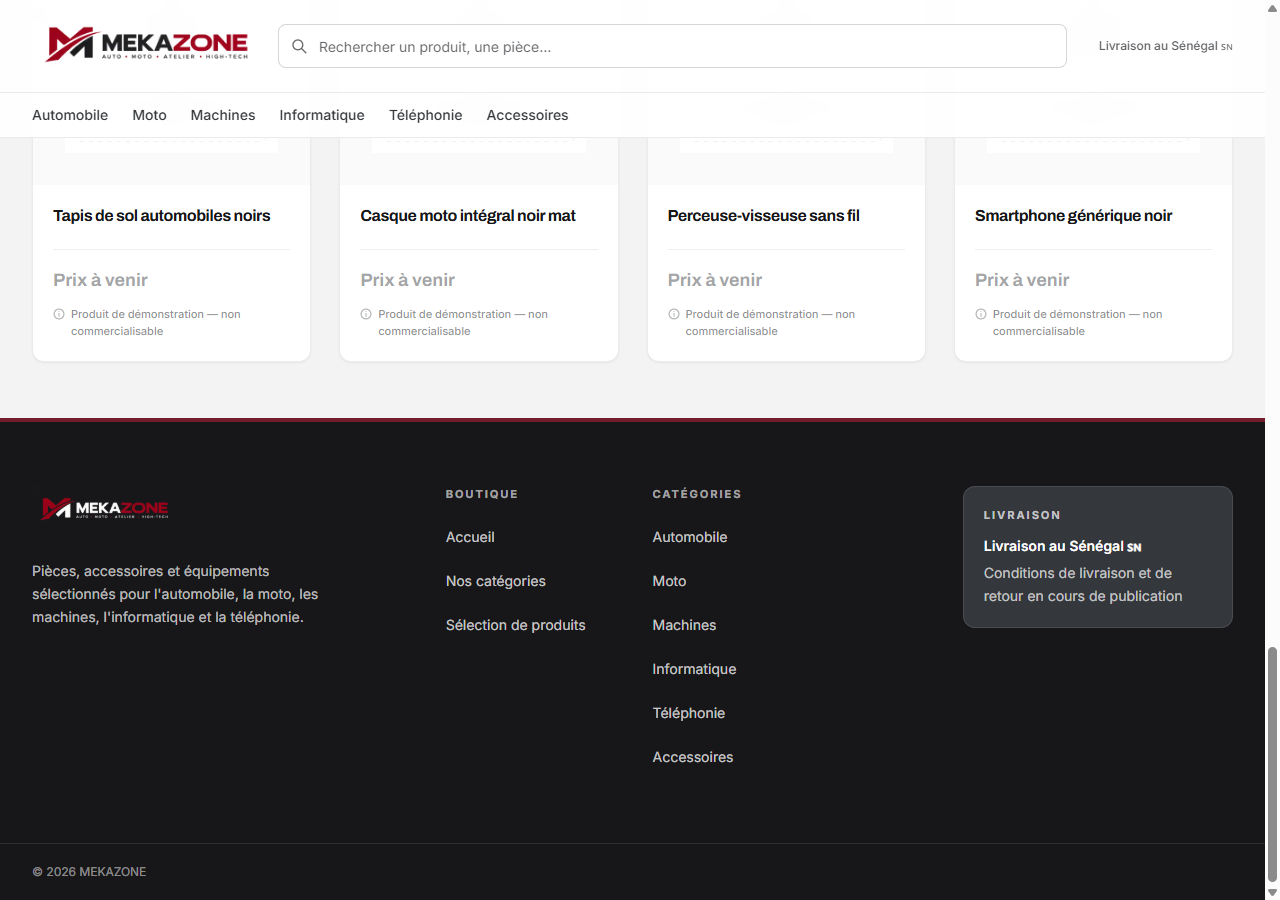 MEKAZONE
AUTO • MOTO • ATELIER • HIGH-TECH
Rechercher un produit, une pièce...
Livraison au Sénégal SN
Automobile Moto Machines Informatique Téléphonie Accessoires
Tapis de sol automobiles noirs
Prix à venir
Produit de démonstration — non
commercialisable
Casque moto intégral noir mat
Prix à venir
Produit de démonstration — non
commercialisable
Perceuse-visseuse sans fil
Prix à venir
Produit de démonstration — non
commercialisable
Smartphone générique noir
Prix à venir
Produit de démonstration — non
commercialisable
MEKAZONE
AUTO • MOTO • ATELIER • HIGH-TECH
Pièces, accessoires et équipements
sélectionnés pour l'automobile, la moto, les
machines, l'informatique et la téléphonie.
BOUTIQUE
Accueil
Nos catégories
Sélection de produits
CATÉGORIES
Automobile
Moto
Machines
Informatique
Téléphonie
Accessoires
LIVRAISON
Livraison au Sénégal SN
Conditions de livraison et de
retour en cours de publication
© 2026 MEKAZONE